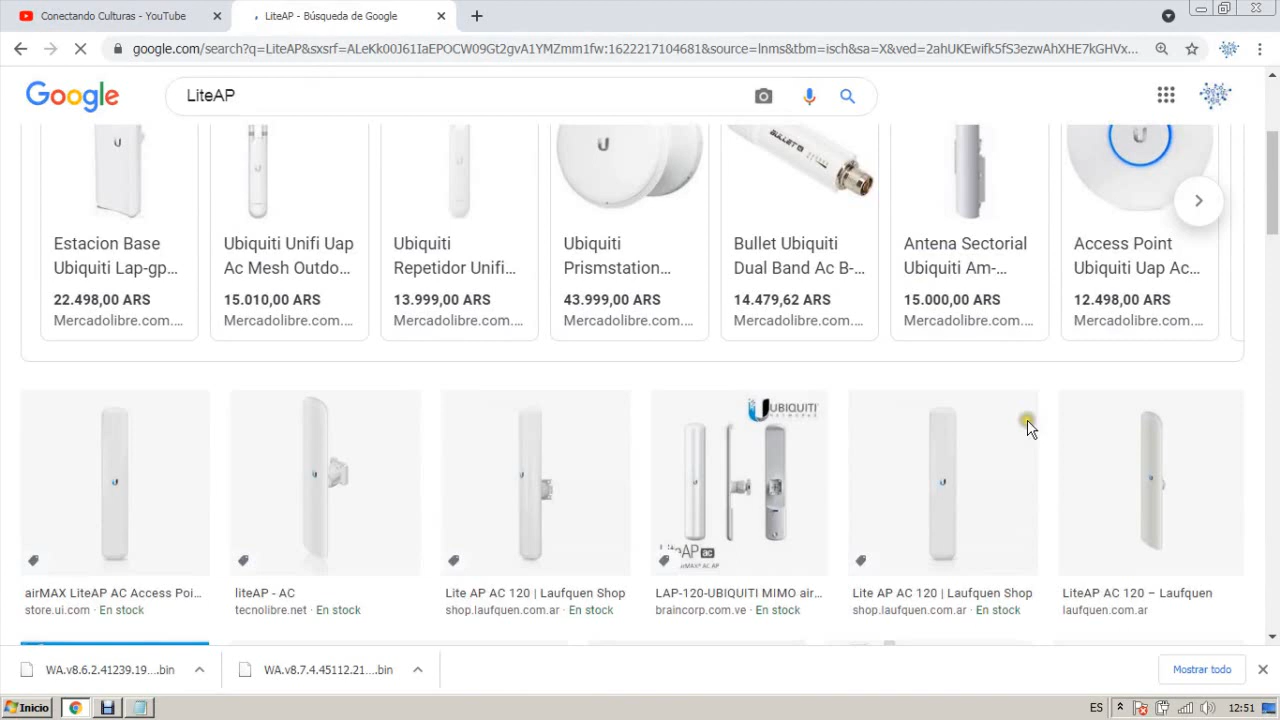 Conectando Culturas - YouTube
LiteAP - Búsqueda de Google
google.com/search?q=LiteAP&sxsrf=ALeKk00J61IaEPOCW09Gt2gvA1YMZmm1fw:1622217104681&source=lnms&tbm=isch&sa=X&ved=2ahUKEwifk5fS3ezwAhXHE7kGHVx...
Google
LiteAP
Estacion Base
Ubiquiti Lap-gp...
22.498,00 ARS
Mercadolibre.com....
Ubiquiti Unifi Uap
Ac Mesh Outdo...
15.010,00 ARS
Mercadolibre.com....
Ubiquiti
Repetidor Unifi...
13.999,00 ARS
Mercadolibre.com....
Ubiquiti
Prismstation...
43.999,00 ARS
Mercadolibre.com....
Bullet Ubiquiti
Dual Band Ac B-...
14.479,62 ARS
Mercadolibre.com....
Antena Sectorial
Ubiquiti Am-...
15.000,00 ARS
Mercadolibre.com....
Access Point
Ubiquiti Uap Ac...
12.498,00 ARS
Mercadolibre.com....
UBIQUITI
NETWORKS
LiteAP ac
airMAX AC AP
airMAX LiteAP AC Access Poi...
store.ui.com · En stock
liteAP - AC
tecnolibre.net · En stock
Lite AP AC 120 | Laufquen Shop
shop.laufquen.com.ar · En stock
LAP-120-UBIQUITI MIMO air...
braincorp.com.ve · En stock
Lite AP AC 120 | Laufquen Shop
shop.laufquen.com.ar · En stock
LiteAP AC 120 – Laufquen
laufquen.com.ar
WA.v8.6.2.41239.19....bin
WA.v8.7.4.45112.21....bin
Mostrar todo
Inicio
ES
12:51